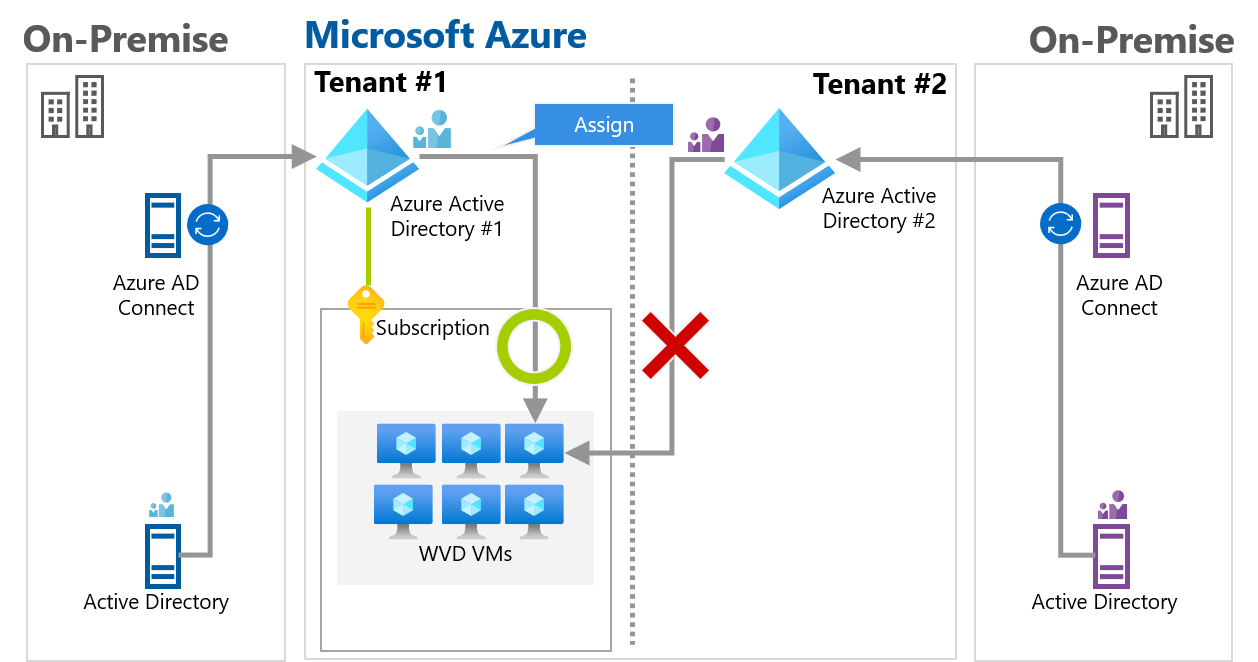 On-Premise
Microsoft Azure
On-Premise
Tenant #1
Tenant #2
Assign
Azure Active
Directory #1
Azure Active
Directory #2
Azure AD
Connect
Azure AD
Connect
Subscription
WVD VMs
Active Directory
Active Directory